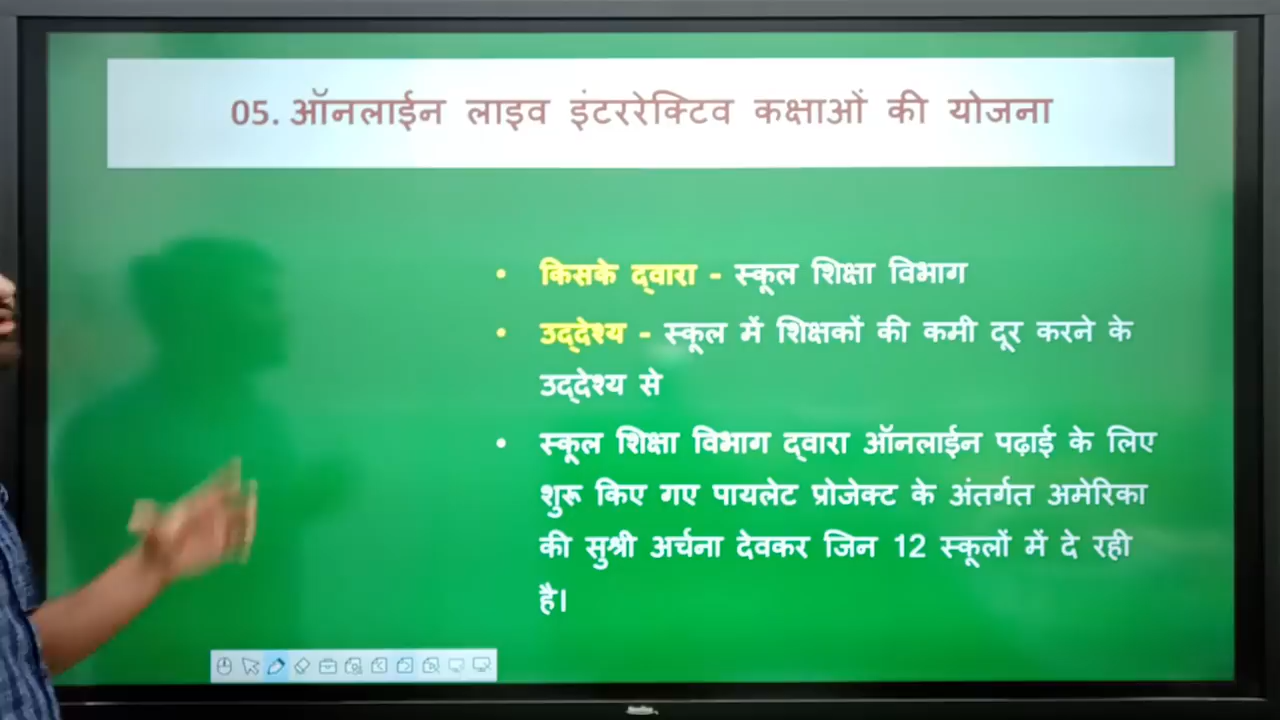 05. ऑनलाईन लाइव इंटररेक्टिव कक्षाओं की योजना
• किसके द्वारा - स्कूल शिक्षा विभाग
• उद्देश्य - स्कूल में शिक्षकों की कमी दूर करने के
उद्देश्य से
• स्कूल शिक्षा विभाग द्वारा ऑनलाईन पढ़ाई के लिए
शुरू किए गए पायलेट प्रोजेक्ट के अंतर्गत अमेरिका
की सुश्री अर्चना देवकर जिन 12 स्कूलों में दे रही
है।